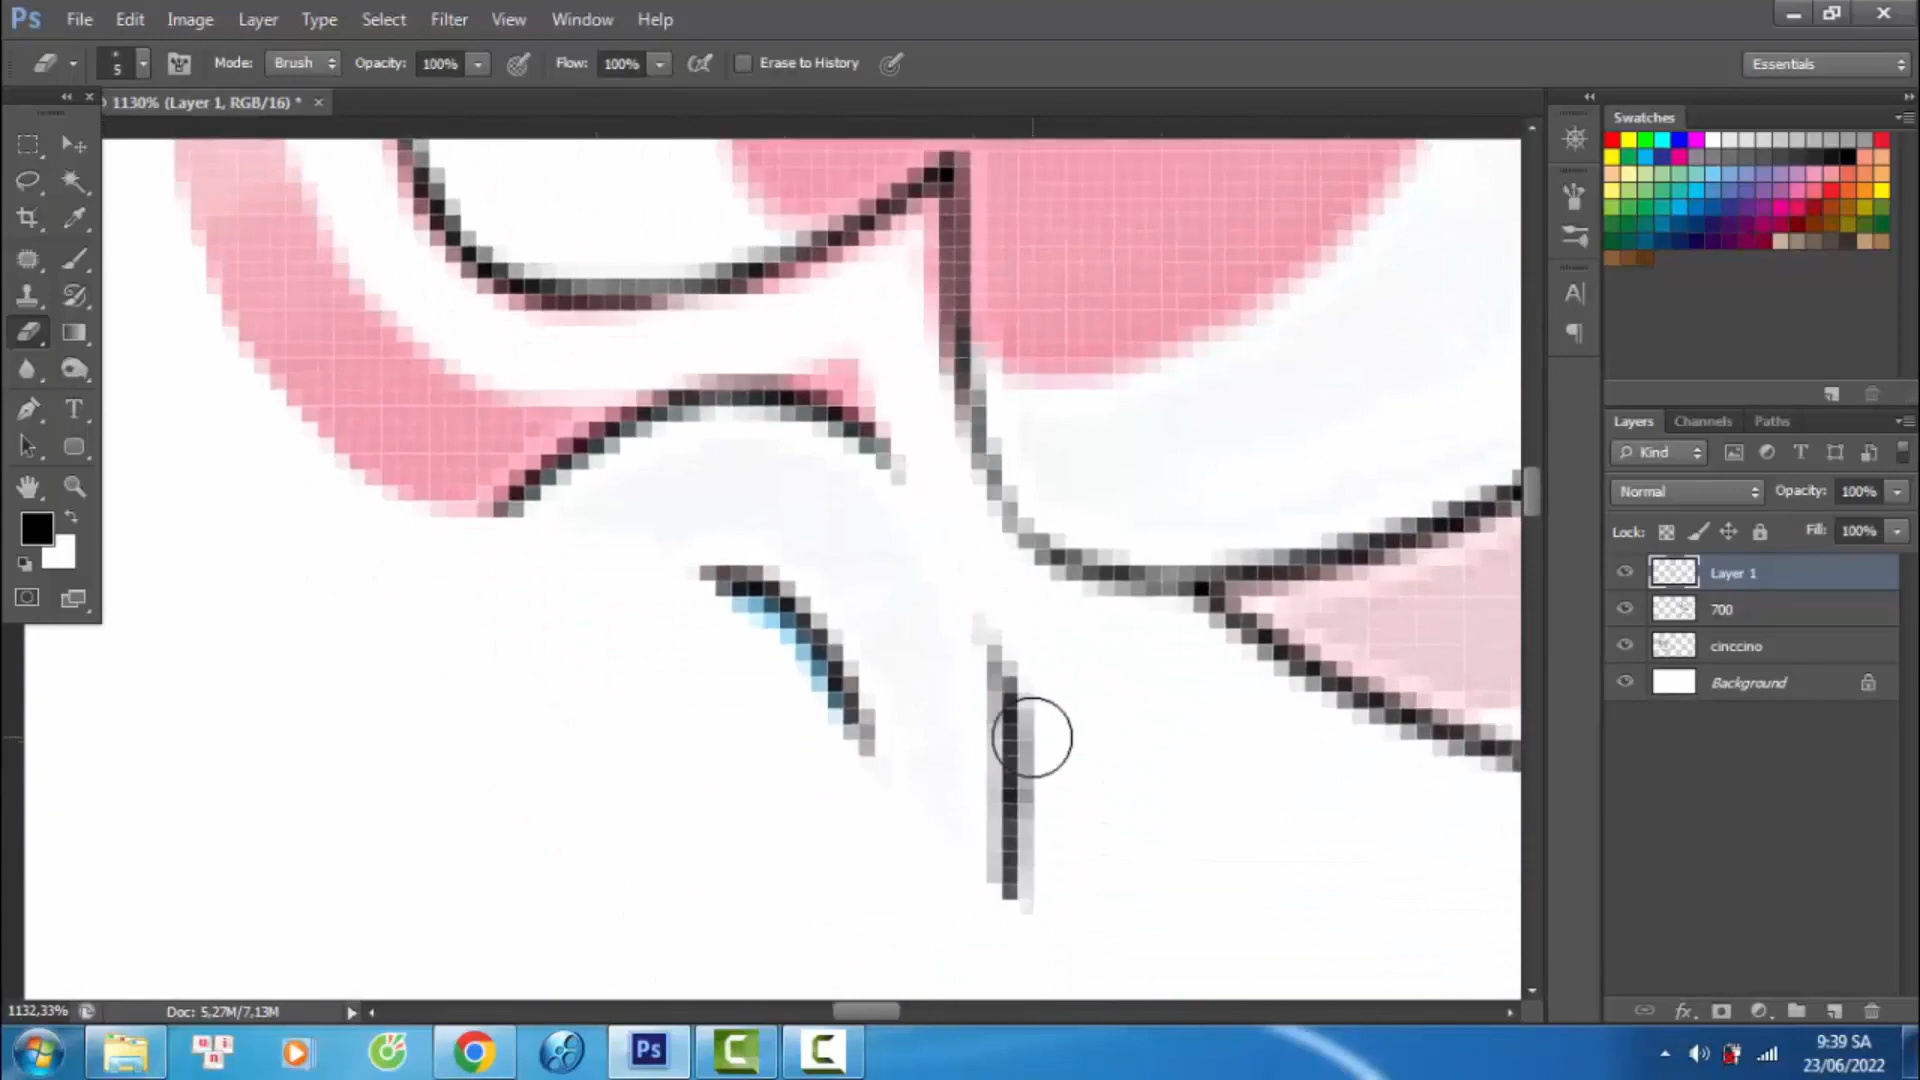 Ps File Edit Image Layer Type Select Filter View Window Help
5 Mode: Brush Opacity: 100% Flow: 100% Erase to History Essentials
1130% (Layer 1, RGB/16) * ×
Swatches
Layers Channels Paths
Kind
Normal Opacity: 100%
Lock: Fill: 100%
Layer 1
700
cinccino
Background
1132,33% Doc: 5,27M/7,13M
Ps
9:39 SA
23/06/2022